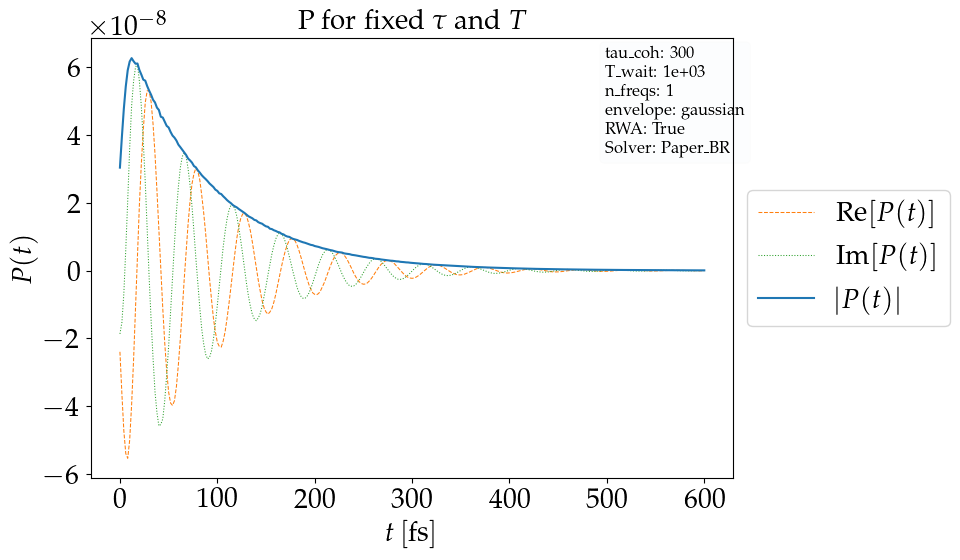 ×10⁻⁸
P for fixed τ and T
tau_coh: 300
T_wait: 1e+03
n_freqs: 1
envelope: gaussian
RWA: True
Solver: Paper_BR
6
4
2
0
−2
−4
−6
P(t)
0 100 200 300 400 500 600
t [fs]
Re[P(t)]
Im[P(t)]
|P(t)|